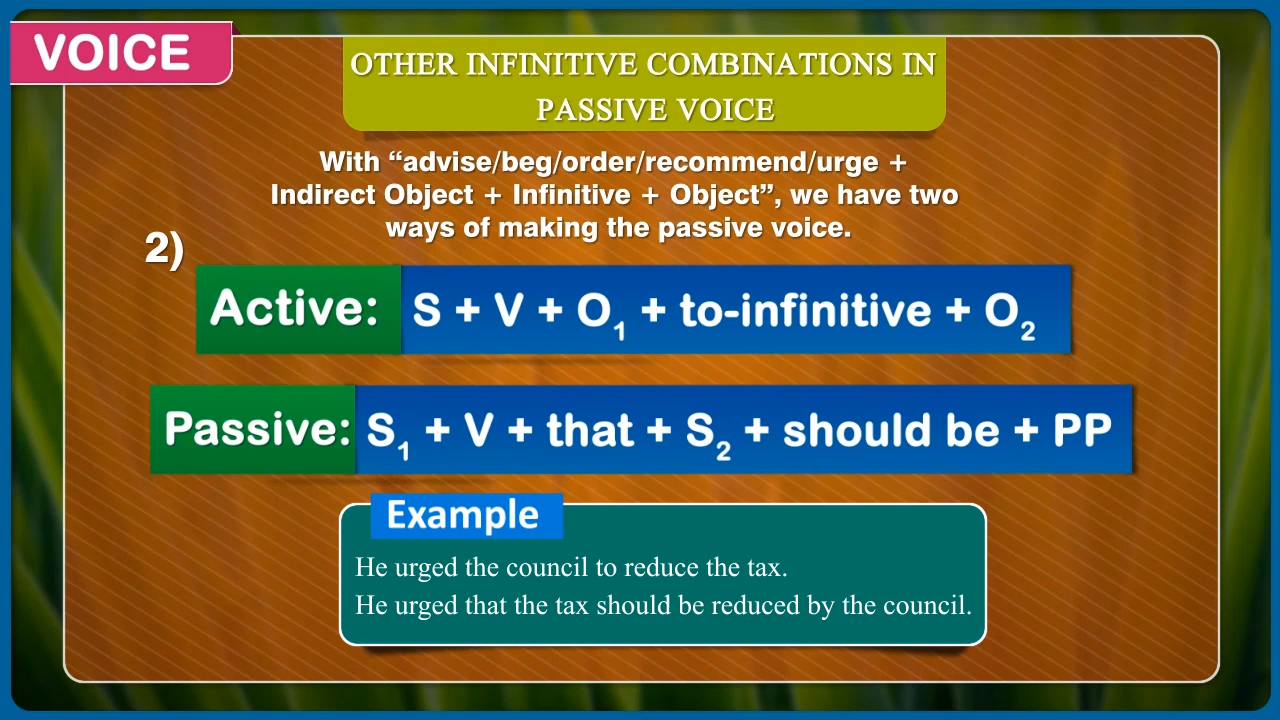 VOICE
OTHER INFINITIVE COMBINATIONS IN
PASSIVE VOICE
With “advise/beg/order/recommend/urge +
Indirect Object + Infinitive + Object”, we have two
ways of making the passive voice.
2)
Active: S + V + O₁ + to-infinitive + O₂
Passive: S₁ + V + that + S₂ + should be + PP
Example
He urged the council to reduce the tax.
He urged that the tax should be reduced by the council.